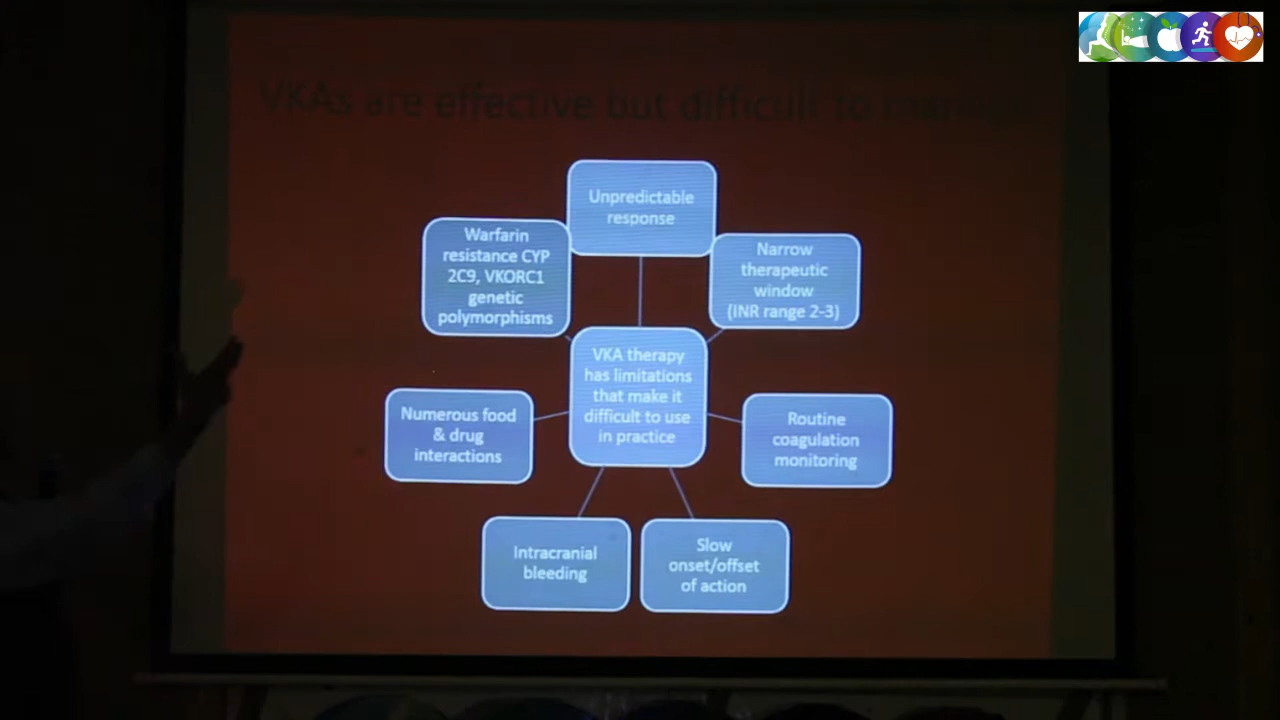 VKAs are effective but difficult to
Unpredictable
response
Warfarin
resistance CYP
2C9, VKORC1
genetic
polymorphisms
Narrow
therapeutic
window
(INR range 2-3)
VKA therapy
has limitations
that make it
difficult to use
in practice
Numerous food
& drug
interactions
Routine
coagulation
monitoring
Intracranial
bleeding
Slow
onset/offset
of action